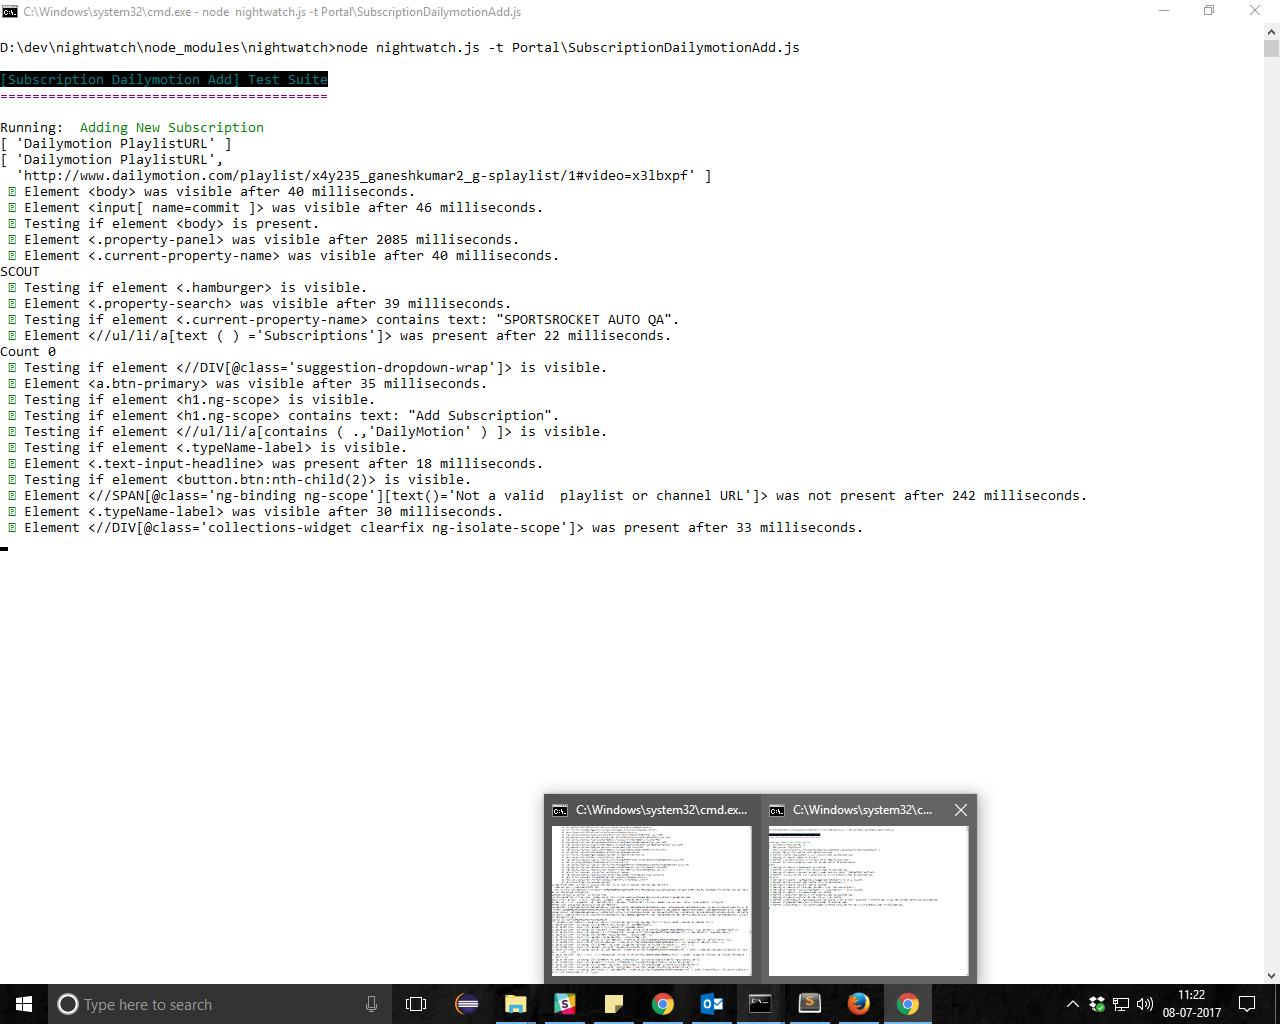 C:\Windows\system32\cmd.exe - node  nightwatch.js -t Portal\SubscriptionDailymotionAdd.js
D:\dev\nightwatch\node_modules\nightwatch>node nightwatch.js -t Portal\SubscriptionDailymotionAdd.js
[Subscription Dailymotion Add] Test Suite
=========================================
Running:  Adding New Subscription
[ 'Dailymotion PlaylistURL' ]
[ 'Dailymotion PlaylistURL',
'http://www.dailymotion.com/playlist/x4y235_ganeshkumar2_g-splaylist/1#video=x3lbxpf' ]
Element <body> was visible after 40 milliseconds.
Element <input[ name=commit ]> was visible after 46 milliseconds.
Testing if element <body> is present.
Element <.property-panel> was visible after 2085 milliseconds.
Element <.current-property-name> was visible after 40 milliseconds.
SCOUT
Testing if element <.hamburger> is visible.
Element <.property-search> was visible after 39 milliseconds.
Testing if element <.current-property-name> contains text: "SPORTSROCKET AUTO QA".
Element <//ul/li/a[text ( ) ='Subscriptions']> was present after 22 milliseconds.
Count 0
Testing if element <//DIV[@class='suggestion-dropdown-wrap']> is visible.
Element <a.btn-primary> was visible after 35 milliseconds.
Testing if element <h1.ng-scope> is visible.
Testing if element <h1.ng-scope> contains text: "Add Subscription".
Testing if element <//ul/li/a[contains ( .,'DailyMotion' ) ]> is visible.
Testing if element <.typeName-label> is visible.
Element <.text-input-headline> was present after 18 milliseconds.
Testing if element <button.btn:nth-child(2)> is visible.
Element <//SPAN[@class='ng-binding ng-scope'][text()='Not a valid  playlist or channel URL']> was not present after 242 milliseconds.
Element <.typeName-label> was visible after 30 milliseconds.
Element <//DIV[@class='collections-widget clearfix ng-isolate-scope']> was present after 33 milliseconds.
C:\Windows\system32\cmd.ex...
C:\Windows\system32\c...
Type here to search
11:22
08-07-2017